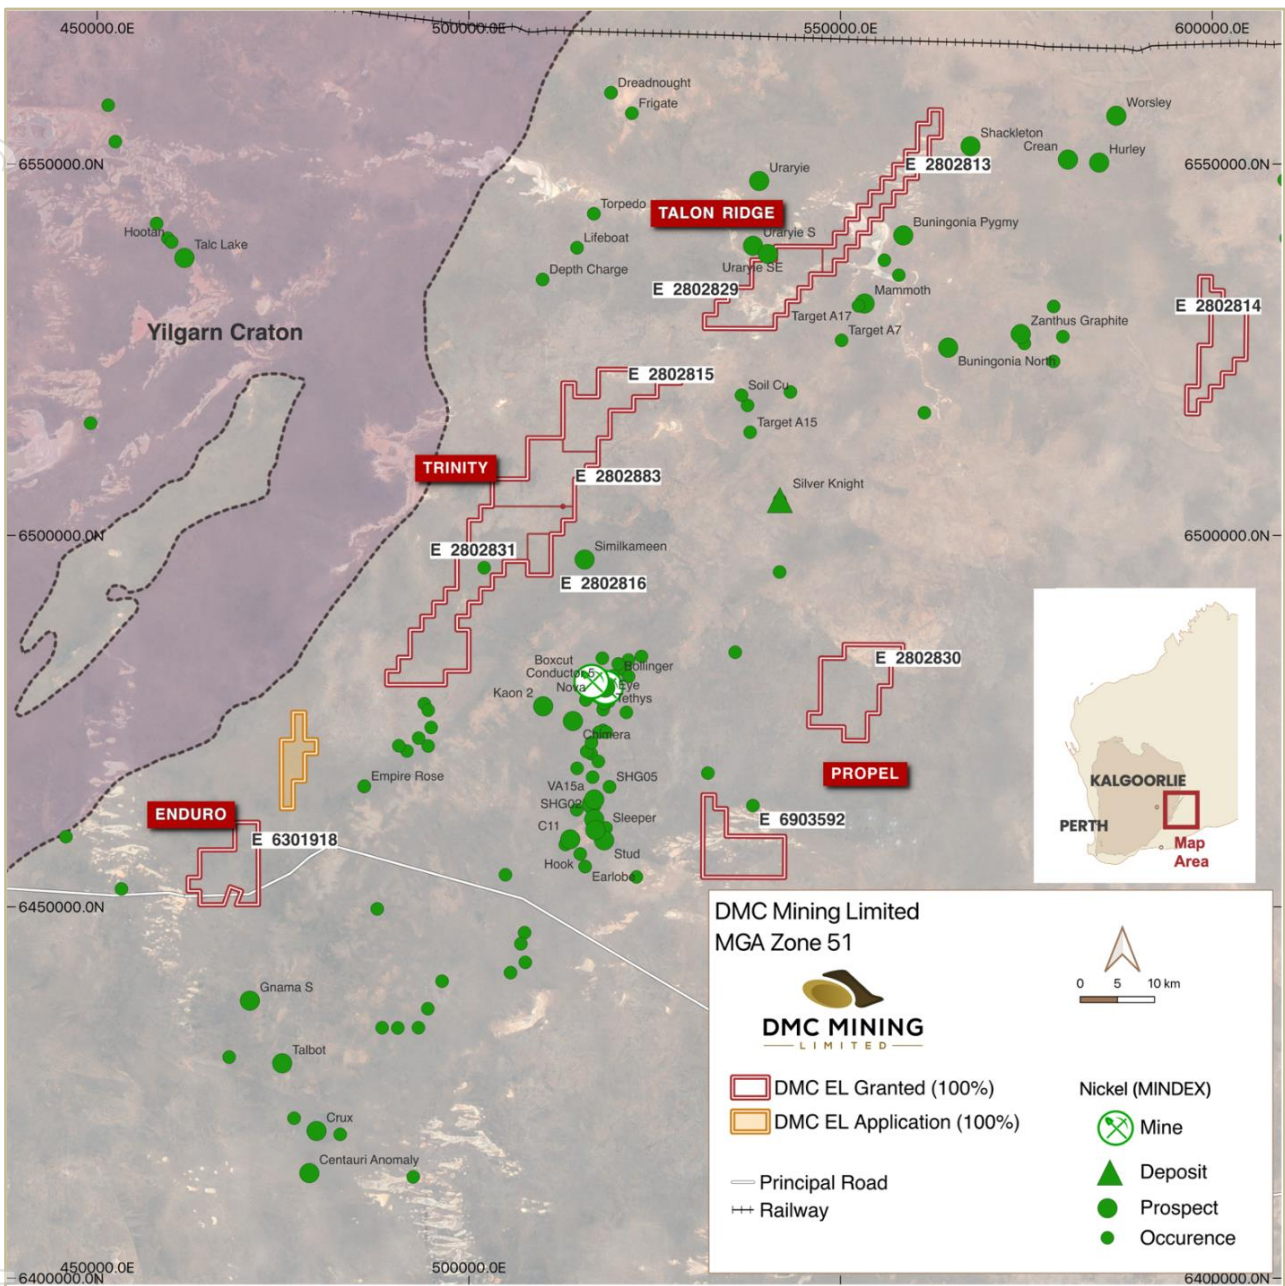 450000.0E
500000.0E
550000.0E
600000.0E
Dreadnought
Frigate
Worsley
Shackleton
Crean
Hurley
6550000.0N
E 2802813
6550000.0N
Uraryie
Torpedo
TALON RIDGE
Buningonia Pygmy
Hootan
Talc Lake
Lifeboat
Uraryie S
Depth Charge
Uraryie SE
E 2802829
Mammoth
E 2802814
Target A17
Zanthus Graphite
Target A7
Yilgarn Craton
Buningonia North
E 2802815
Soil Cu
Target A15
TRINITY
E 2802883
Silver Knight
6500000.0N
6500000.0N
E 2802831
Similkameen
E 2802816
Boxcut
Bollinger
E 2802830
Conductor 5
Nova
Eye
Kaon 2
Tethys
Chimera
Empire Rose
SHG05
PROPEL
VA15a
SHG02
ENDURO
Sleeper
E 6903592
C11
E 6301918
Stud
Hook
Earlobe
KALGOORLIE
PERTH
Map
Area
6450000.0N
Gnama S
Talbot
Crux
Centauri Anomaly
DMC Mining Limited
MGA Zone 51
0 5 10 km
DMC MINING
LIMITED
DMC EL Granted (100%)
DMC EL Application (100%)
Principal Road
Railway
Nickel (MINDEX)
Mine
Deposit
Prospect
Occurence
450000.0E
500000.0E
6400000.0N
6400000.0N